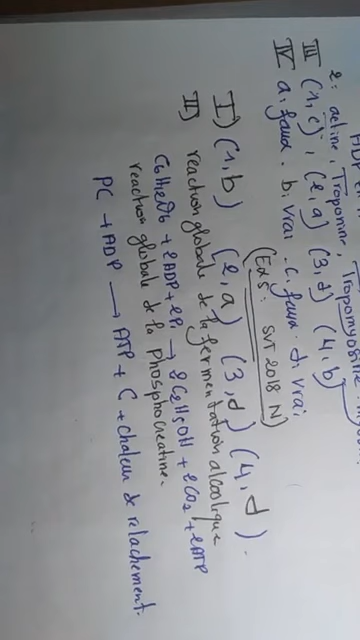 2: actine, Troponine, Tropomyosine
III (1, c); (2, a) (3, d) (4, b)
IV a. faux. b. vrai. c. faux. d. vrai
(Ex 5: SVT 2018 N)
I) (1, b) (2, a) (3, d) (4, d).
II) reaction globale de la fermentation alcoolique
C6H12O6 + 2ADP + 2Pi → 2C2H5OH + 2CO2 + 2ATP
reaction globale de la phosphocreatine.
PC + ADP → ATP + C + chaleur de relachement.